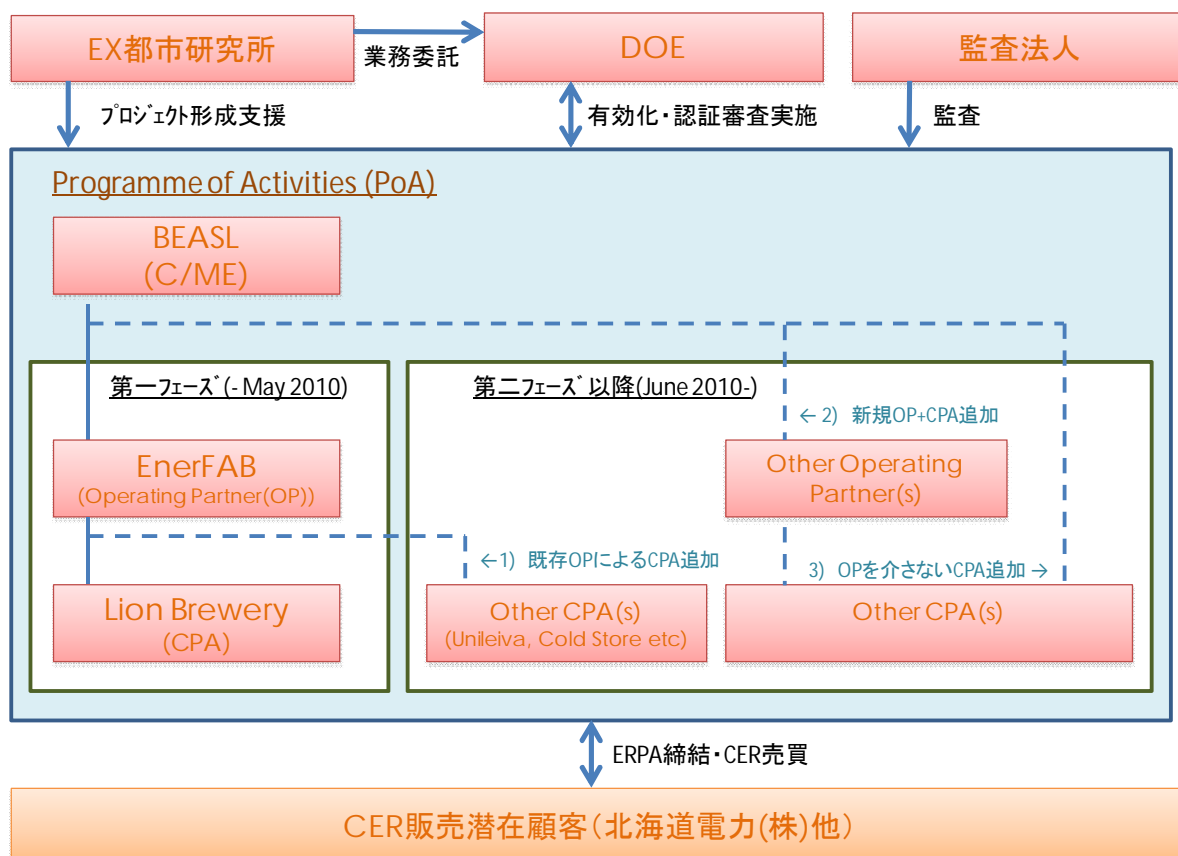 EX都市研究所
業務委託
DOE
監査法人
プロジェクト形成支援
有効化・認証審査実施
監査
Programme of Activities (PoA)
BEASL
(C/ME)
第一フェーズ(- May 2010)
第二フェーズ以降(June 2010-)
←2) 新規OP+CPA追加
EnerFAB
(Operating Partner(OP))
Other Operating
Partner(s)
←1) 既存OPによるCPA追加
3) OPを介さないCPA追加→
Lion Brewery
(CPA)
Other CPA(s)
(Unileiva, Cold Store etc)
Other CPA(s)
ERPA締結・CER売買
CER販売潜在顧客(北海道電力(株)他)